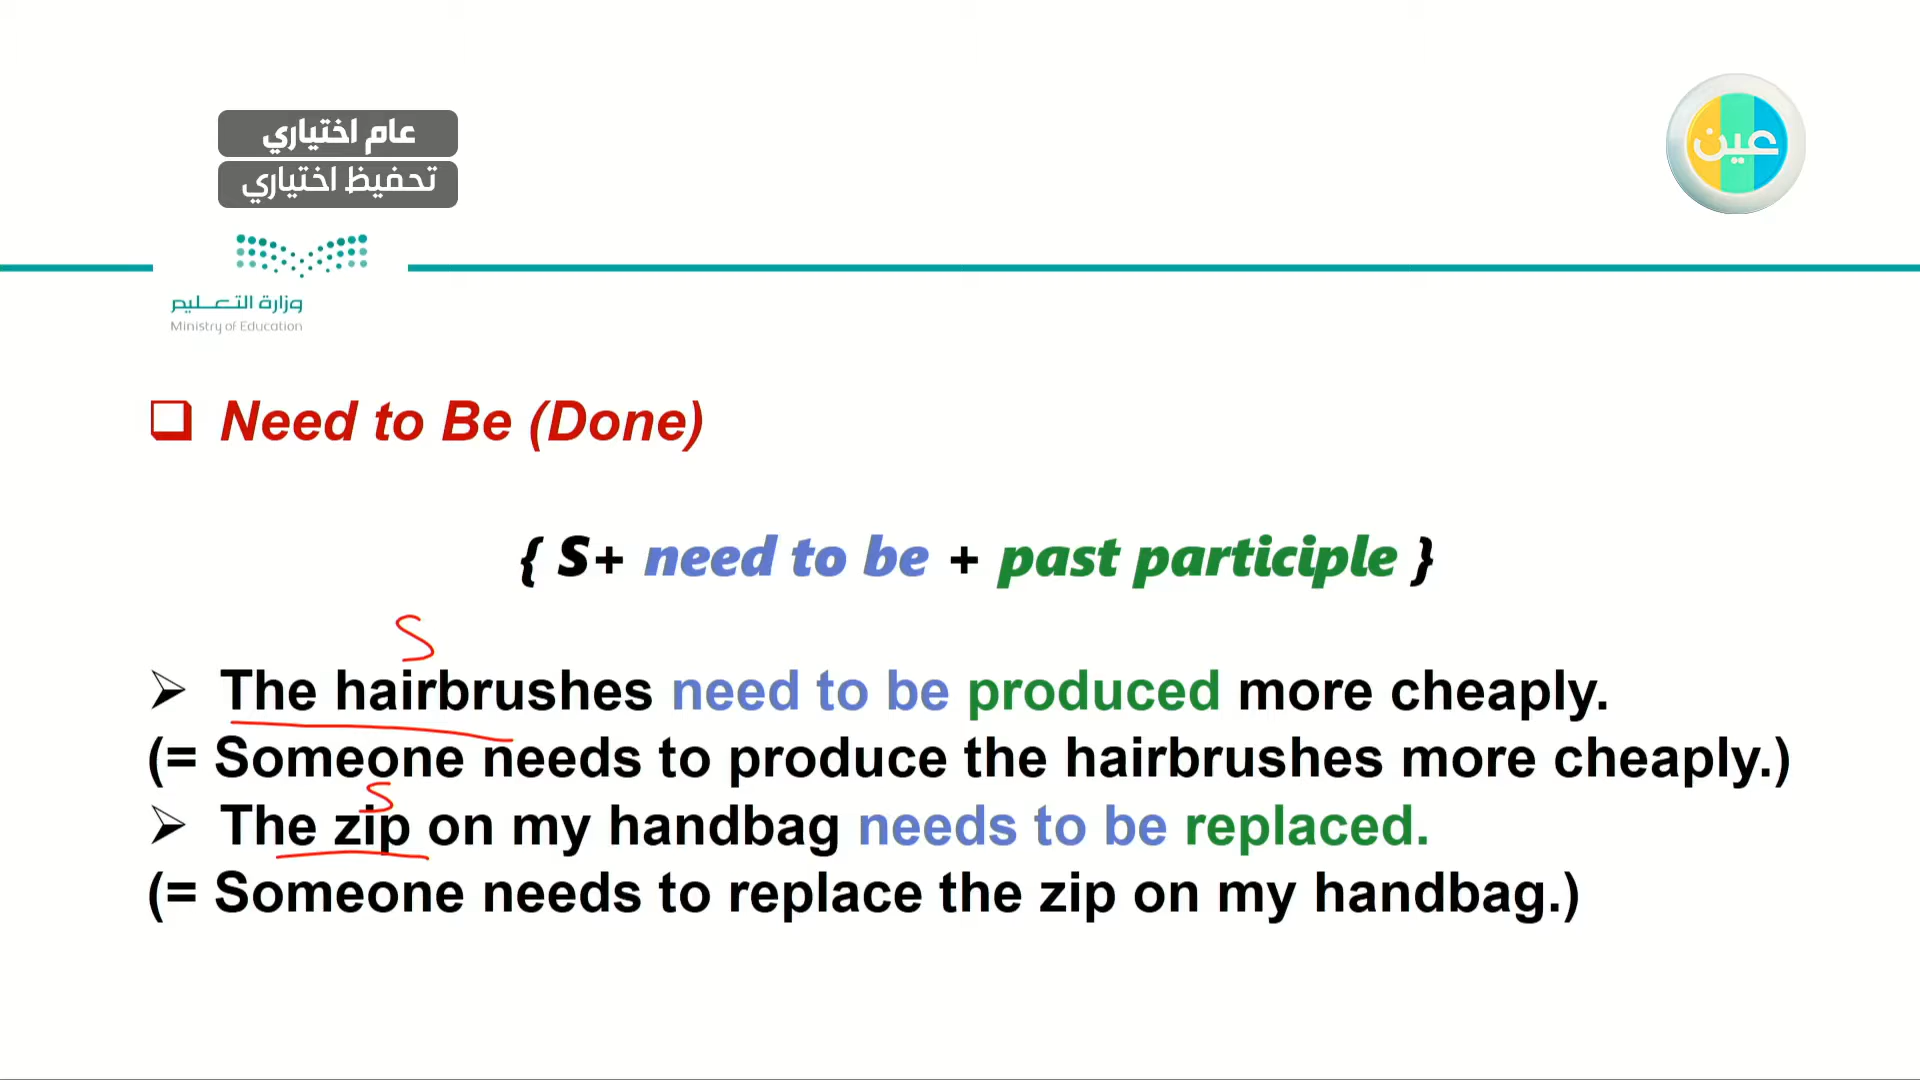 عام اختياري
تحفيظ اختياري
عين
وزارة التعليم
Ministry of Education
❑ Need to Be (Done)
{ S+ need to be + past participle }
S
➢ The hairbrushes need to be produced more cheaply.
(= Someone needs to produce the hairbrushes more cheaply.)
S
➢ The zip on my handbag needs to be replaced.
(= Someone needs to replace the zip on my handbag.)